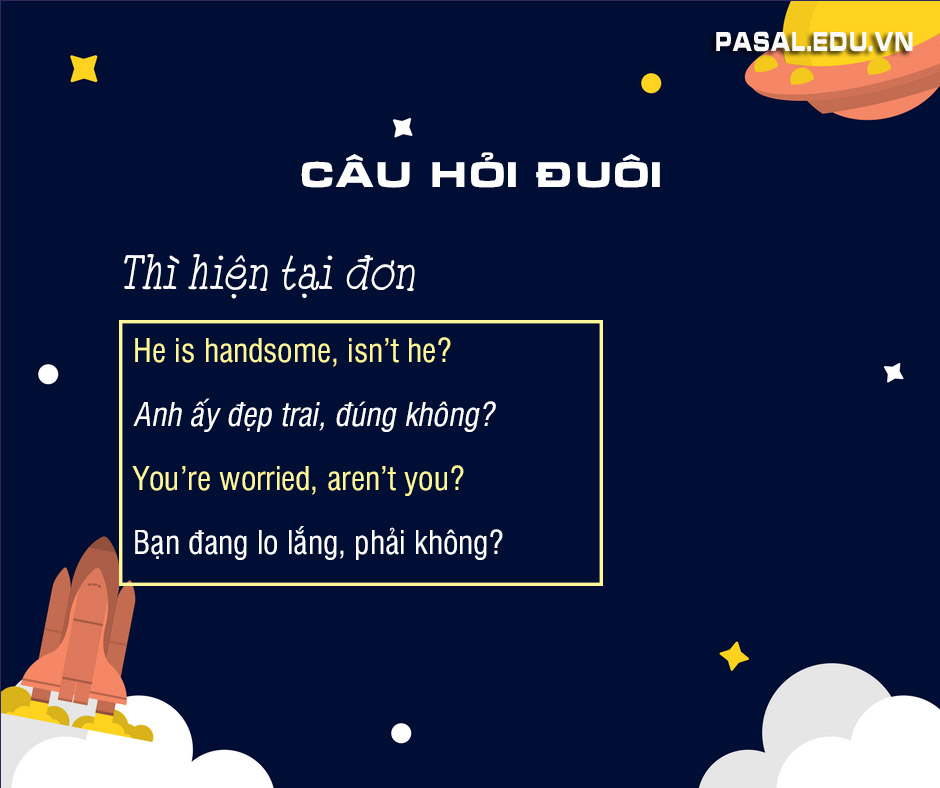 PASAL.EDU.VN
CÂU HỎI ĐUÔI
Thì hiện tại đơn
He is handsome, isn’t he?
Anh ấy đẹp trai, đúng không?
You’re worried, aren’t you?
Bạn đang lo lắng, phải không?